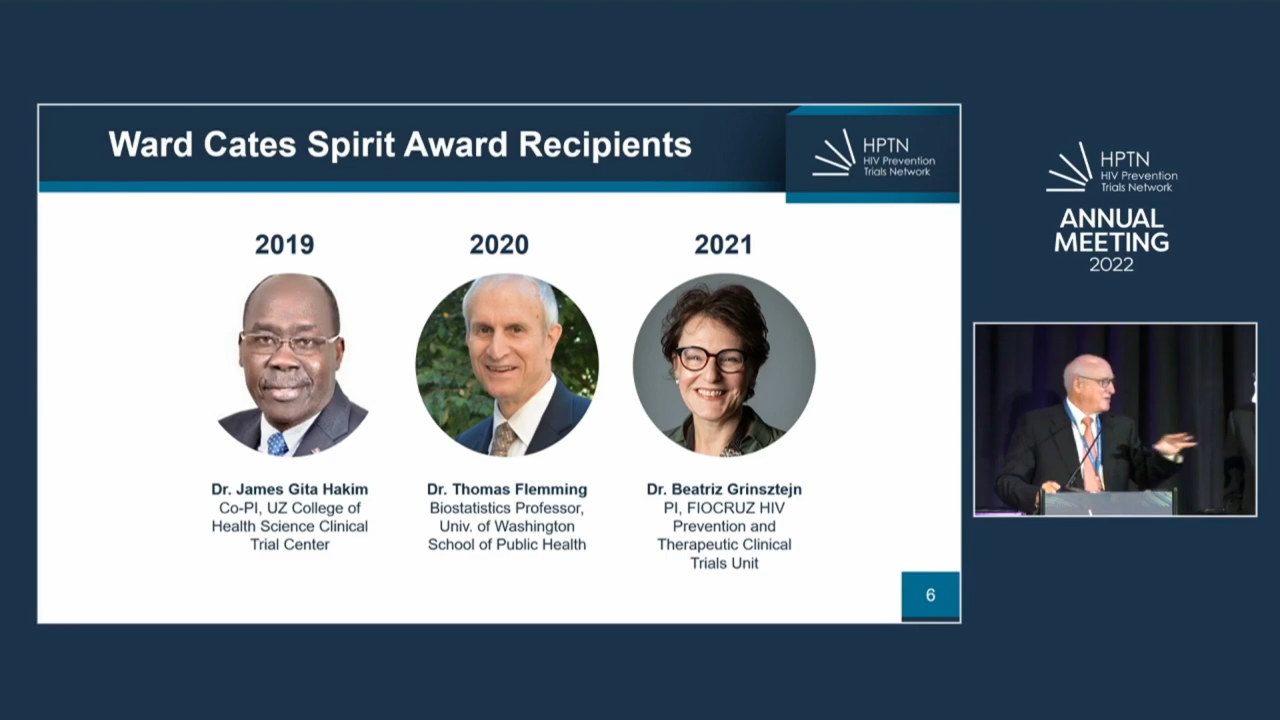 Ward Cates Spirit Award Recipients
HPTN
HIV Prevention
Trials Network
2019
2020
2021
Dr. James Gita Hakim
Co-PI, UZ College of
Health Science Clinical
Trial Center
Dr. Thomas Flemming
Biostatistics Professor,
Univ. of Washington
School of Public Health
Dr. Beatriz Grinsztejn
PI, FIOCRUZ HIV
Prevention and
Therapeutic Clinical
Trials Unit
6
HPTN
HIV Prevention
Trials Network
ANNUAL
MEETING
2022